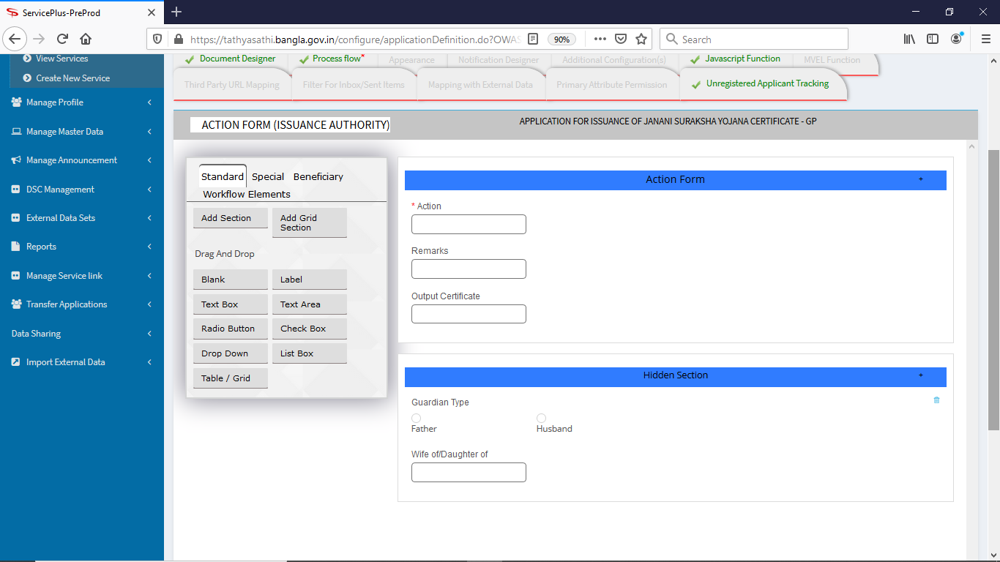 ServicePlus-PreProd
https://tathyasathi.bangla.gov.in/configure/applicationDefinition.do?OWAS
90%
Search
View Services
Create New Service
Manage Profile
Manage Master Data
Manage Announcement
DSC Management
External Data Sets
Reports
Manage Service link
Transfer Applications
Data Sharing
Import External Data
Document Designer Process flow* Appearance Notification Designer Additional Configuration(s) Javascript Function MVEL Function
Third Party URL Mapping Filter For Inbox/Sent Items Mapping with External Data Primary Attribute Permission Unregistered Applicant Tracking
ACTION FORM (ISSUANCE AUTHORITY) APPLICATION FOR ISSUANCE OF JANANI SURAKSHA YOJANA CERTIFICATE - GP
Standard Special Beneficiary
Workflow Elements
Add Section Add Grid
Section
Drag And Drop
Blank Label
Text Box Text Area
Radio Button Check Box
Drop Down List Box
Table / Grid
Action Form +
* Action
Remarks
Output Certificate
Hidden Section +
Guardian Type
Father Husband
Wife of/Daughter of